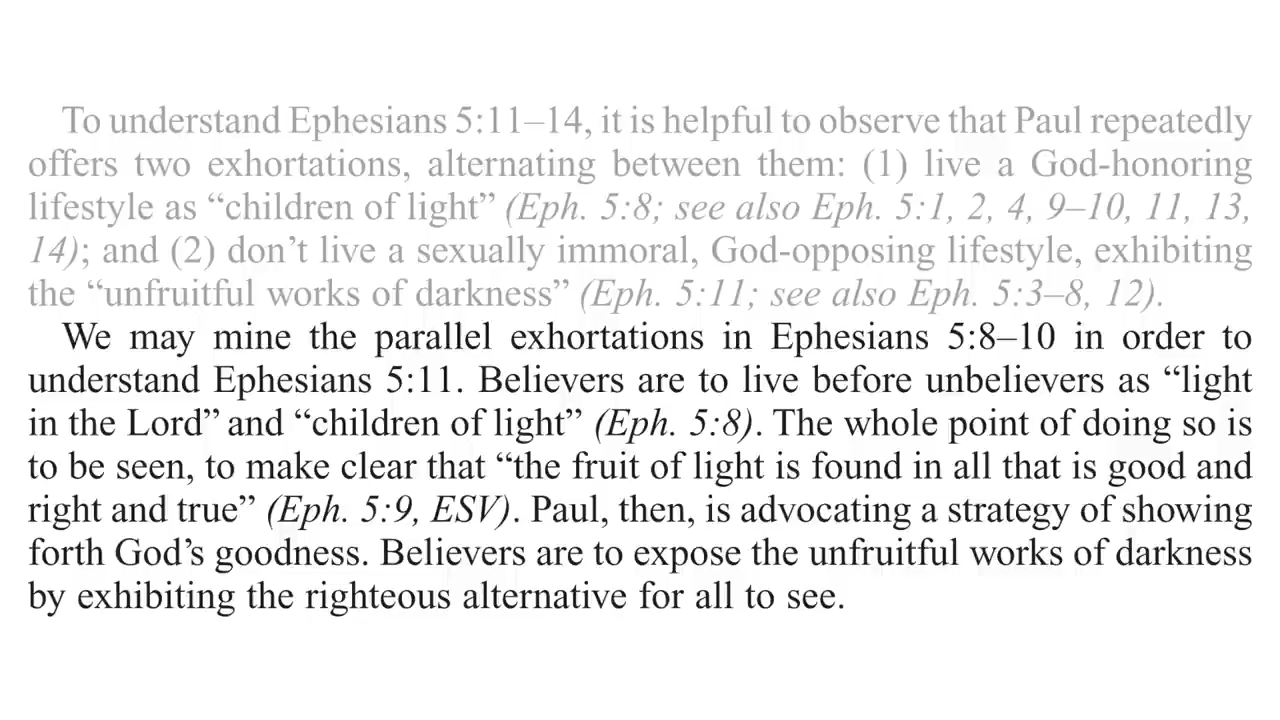 To understand Ephesians 5:11–14, it is helpful to observe that Paul repeatedly
offers two exhortations, alternating between them: (1) live a God-honoring
lifestyle as “children of light” (Eph. 5:8; see also Eph. 5:1, 2, 4, 9–10, 11, 13,
14); and (2) don’t live a sexually immoral, God-opposing lifestyle, exhibiting
the “unfruitful works of darkness” (Eph. 5:11; see also Eph. 5:3–8, 12).
We may mine the parallel exhortations in Ephesians 5:8–10 in order to
understand Ephesians 5:11. Believers are to live before unbelievers as “light
in the Lord” and “children of light” (Eph. 5:8). The whole point of doing so is
to be seen, to make clear that “the fruit of light is found in all that is good and
right and true” (Eph. 5:9, ESV). Paul, then, is advocating a strategy of showing
forth God’s goodness. Believers are to expose the unfruitful works of darkness
by exhibiting the righteous alternative for all to see.